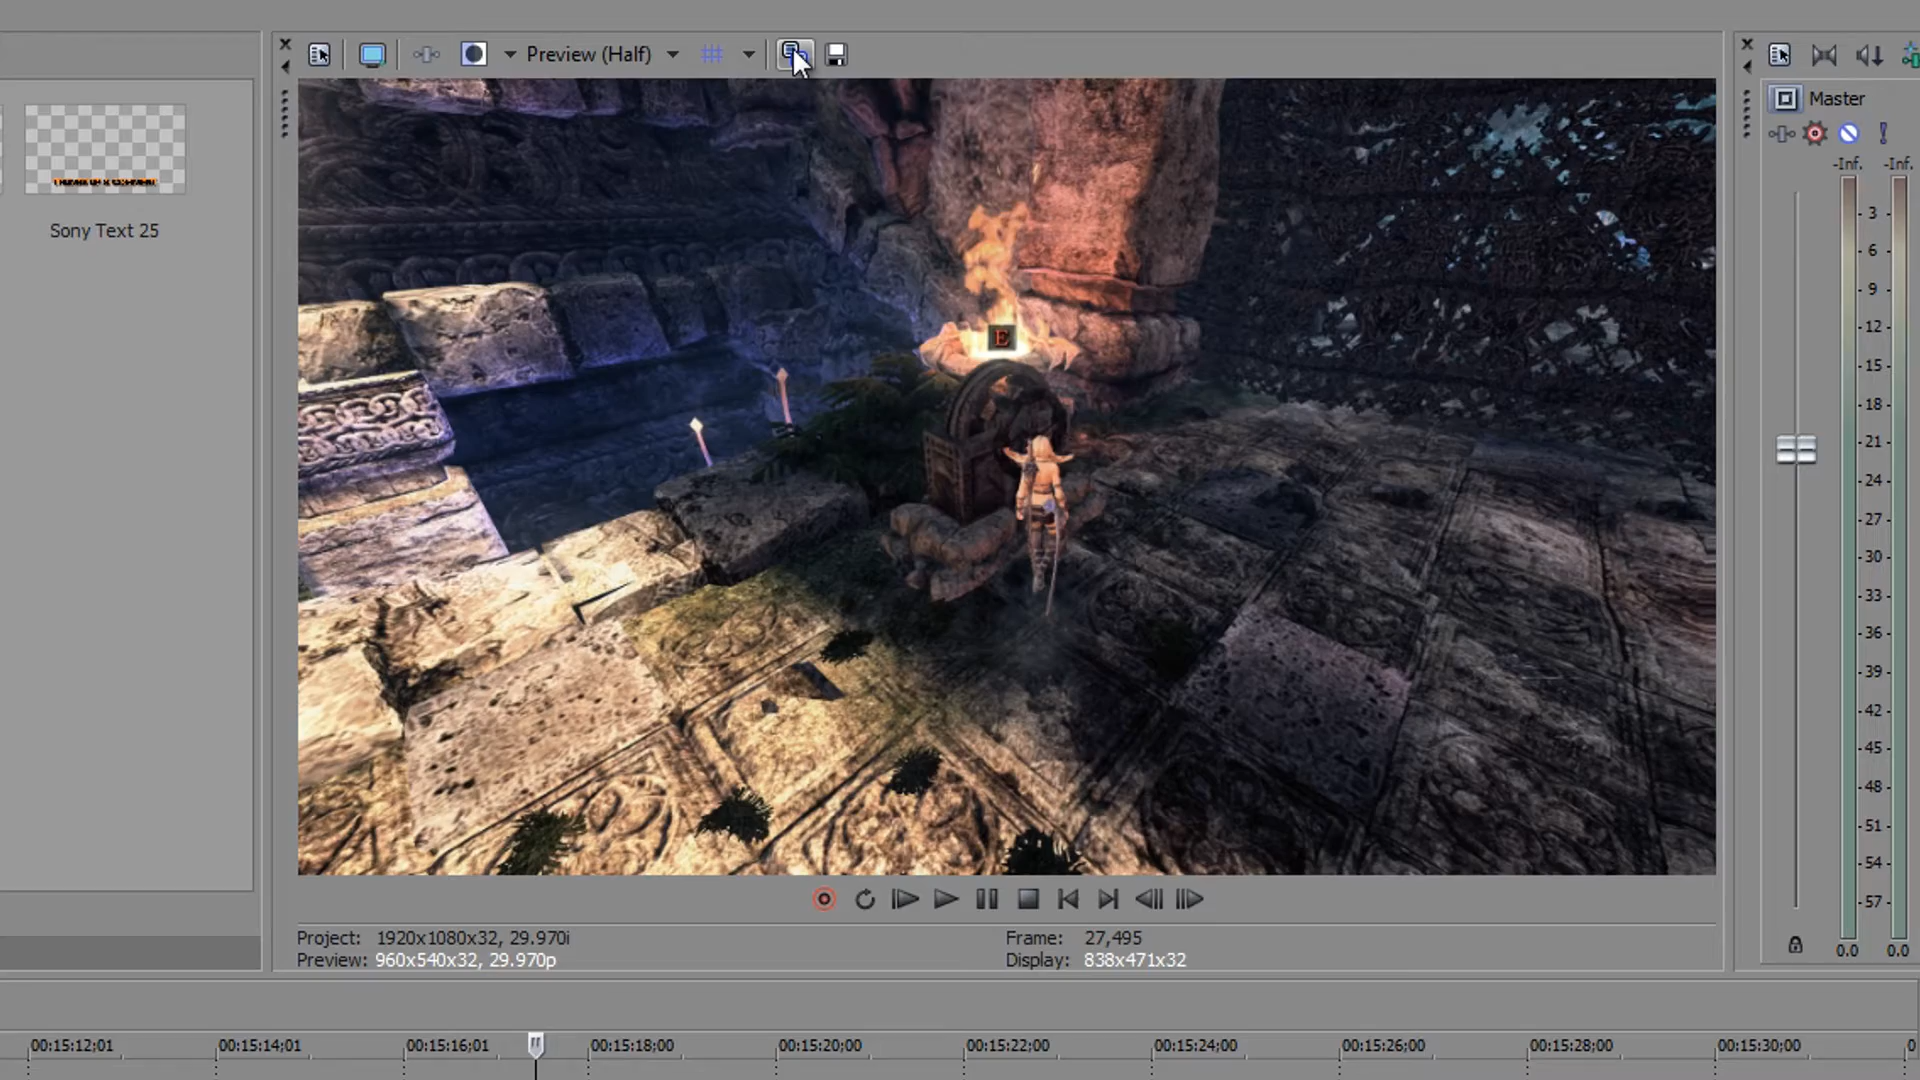 Preview (Half)
Master
-Inf. -Inf.
3
6
9
12
15
18
21
24
27
30
33
36
39
42
45
48
51
54
57
0.0 0.0
Sony Text 25
E
Project: 1920x1080x32, 29.970i
Preview: 960x540x32, 29.970p
Frame: 27,495
Display: 838x471x32
00:15:12;01 00:15:14;01 00:15:16;01 00:15:18;00 00:15:20;00 00:15:22;00 00:15:24;00 00:15:26;00 00:15:28;00 00:15:30;00 0